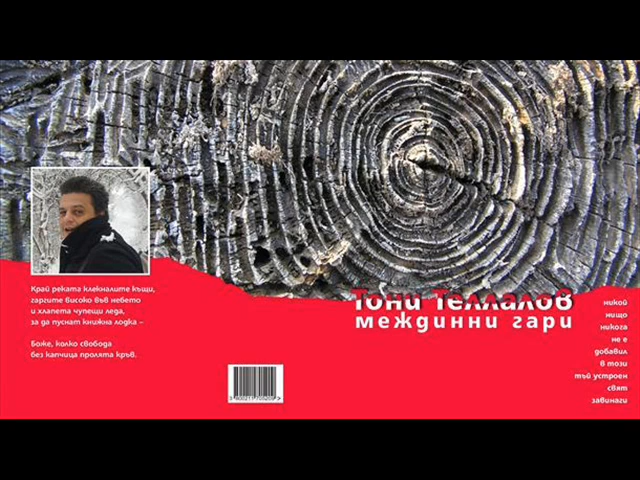 Край реката клекналите къщи,
гаргите високо във небето
и хлапета чупещи леда,
за да пуснат книжна лодка –
Боже, колко свобода
без капчица пролята кръв.
Тони Теллалов
междинни гари
никой
нищо
никога
не е
добавил
в този
тъй устроен
свят
завинаги